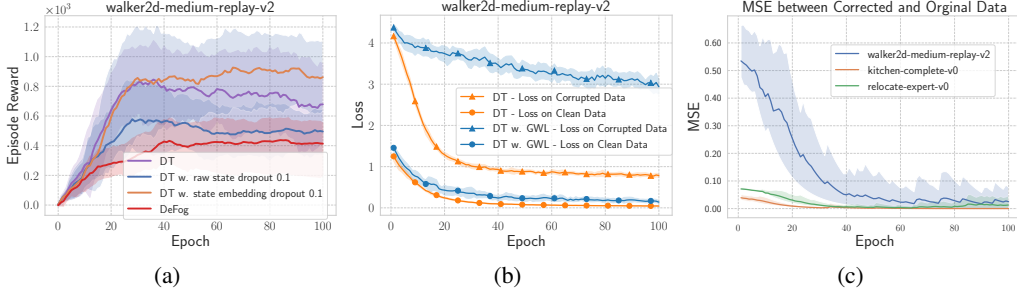 walker2d-medium-replay-v2
×10³
1.2
1.0
0.8
0.6
0.4
0.2
0.0
Episode Reward
DT
DT w. raw state dropout 0.1
DT w. state embedding dropout 0.1
DeFog
0 20 40 60 80 100
Epoch
(a)
walker2d-medium-replay-v2
4
3
2
1
0
Loss
DT - Loss on Corrupted Data
DT - Loss on Clean Data
DT w. GWL - Loss on Corrupted Data
DT w. GWL - Loss on Clean Data
0 20 40 60 80 100
Epoch
(b)
MSE between Corrected and Orginal Data
0.60
0.50
0.40
0.30
0.20
0.10
0.00
MSE
walker2d-medium-replay-v2
kitchen-complete-v0
relocate-expert-v0
0 20 40 60 80 100
Epoch
(c)